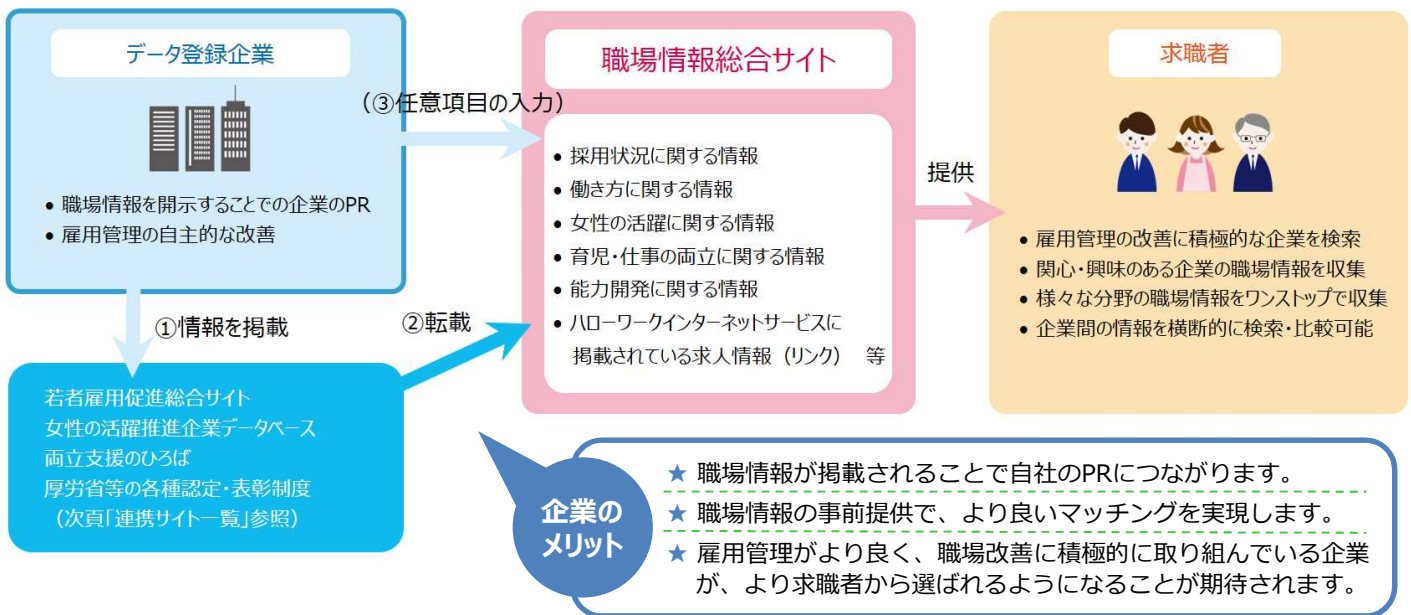 データ登録企業
• 職場情報を開示することでの企業のPR
• 雇用管理の自主的な改善
(③任意項目の入力)
①情報を掲載
②転載
若者雇用促進総合サイト
女性の活躍推進企業データベース
両立支援のひろば
厚労省等の各種認定・表彰制度
(次頁「連携サイト一覧」参照)
職場情報総合サイト
• 採用状況に関する情報
• 働き方に関する情報
• 女性の活躍に関する情報
• 育児・仕事の両立に関する情報
• 能力開発に関する情報
• ハローワークインターネットサービスに
掲載されている求人情報(リンク) 等
提供
求職者
• 雇用管理の改善に積極的な企業を検索
• 関心・興味のある企業の職場情報を収集
• 様々な分野の職場情報をワンストップで収集
• 企業間の情報を横断的に検索・比較可能
企業の
メリット
★ 職場情報が掲載されることで自社のPRにつながります。
★ 職場情報の事前提供で、より良いマッチングを実現します。
★ 雇用管理がより良く、職場改善に積極的に取り組んでいる企業
が、より求職者から選ばれるようになることが期待されます。